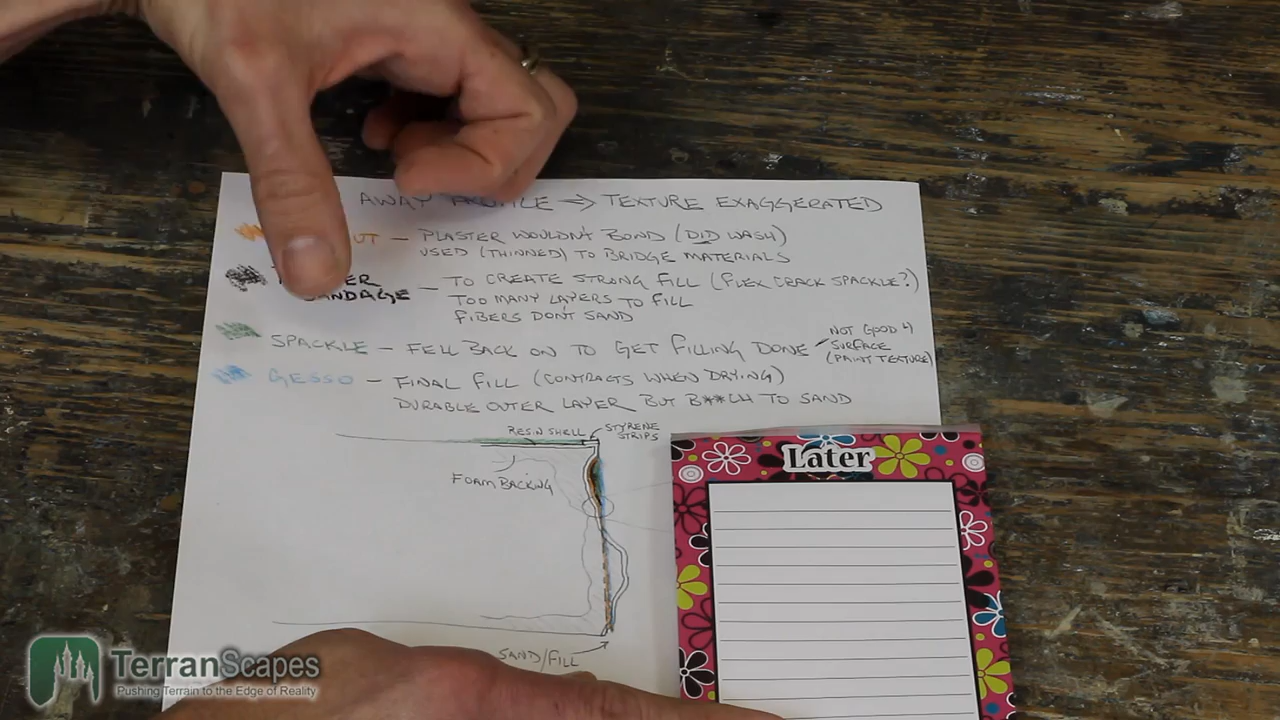 AWAY PROFILE → TEXTURE EXAGGERATED
— PLASTER WOULDN'T BOND (DID WASH)
USED (THINNED) TO BRIDGE MATERIALS
— TO CREATE STRONG FILL (FLEX CRACK SPACKLE?)
BANDAGE
TOO MANY LAYERS TO FILL
FIBERS DON'T SAND
SPACKLE — FELL BACK ON TO GET FILLING DONE
NOT GOOD
SURFACE
(PAINT TEXTURE)
GESSO — FINAL FILL (CONTRACTS WHEN DRYING)
DURABLE OUTER LAYER BUT B**CH TO SAND
RESIN SHELL
STYRENE
STRIPS
FOAM BACKING
SAND/FILL
Later
TerranScapes
Pushing Terrain to the Edge of Reality